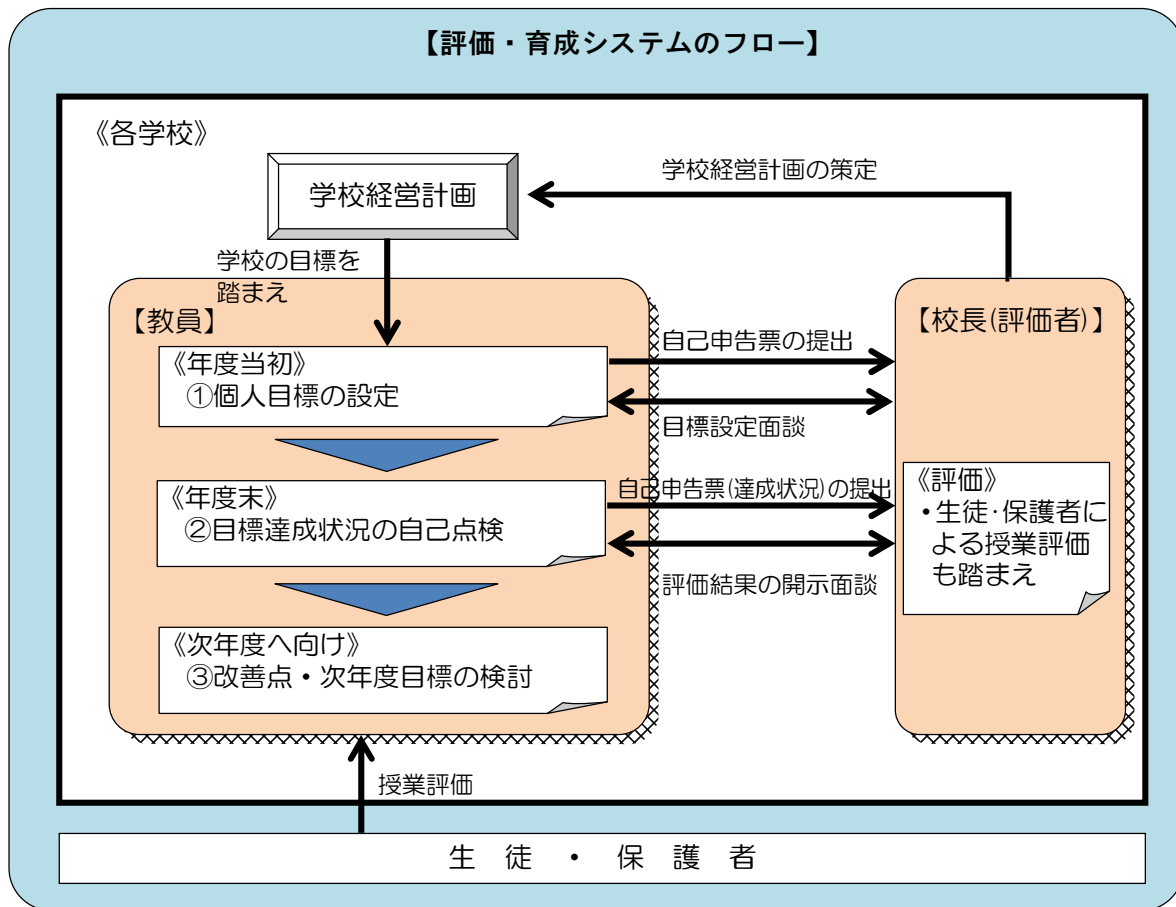 【評価・育成システムのフロー】
《各学校》
学校経営計画の策定
学校経営計画
学校の目標を
踏まえ
【教員】
《年度当初》
①個人目標の設定
自己申告票の提出
目標設定面談
《年度末》
②目標達成状況の自己点検
自己申告票(達成状況)の提出
評価結果の開示面談
《次年度へ向け》
③改善点・次年度目標の検討
【校長(評価者)】
《評価》
・生徒・保護者に
よる授業評価
も踏まえ
授業評価
生 徒 ・ 保 護 者